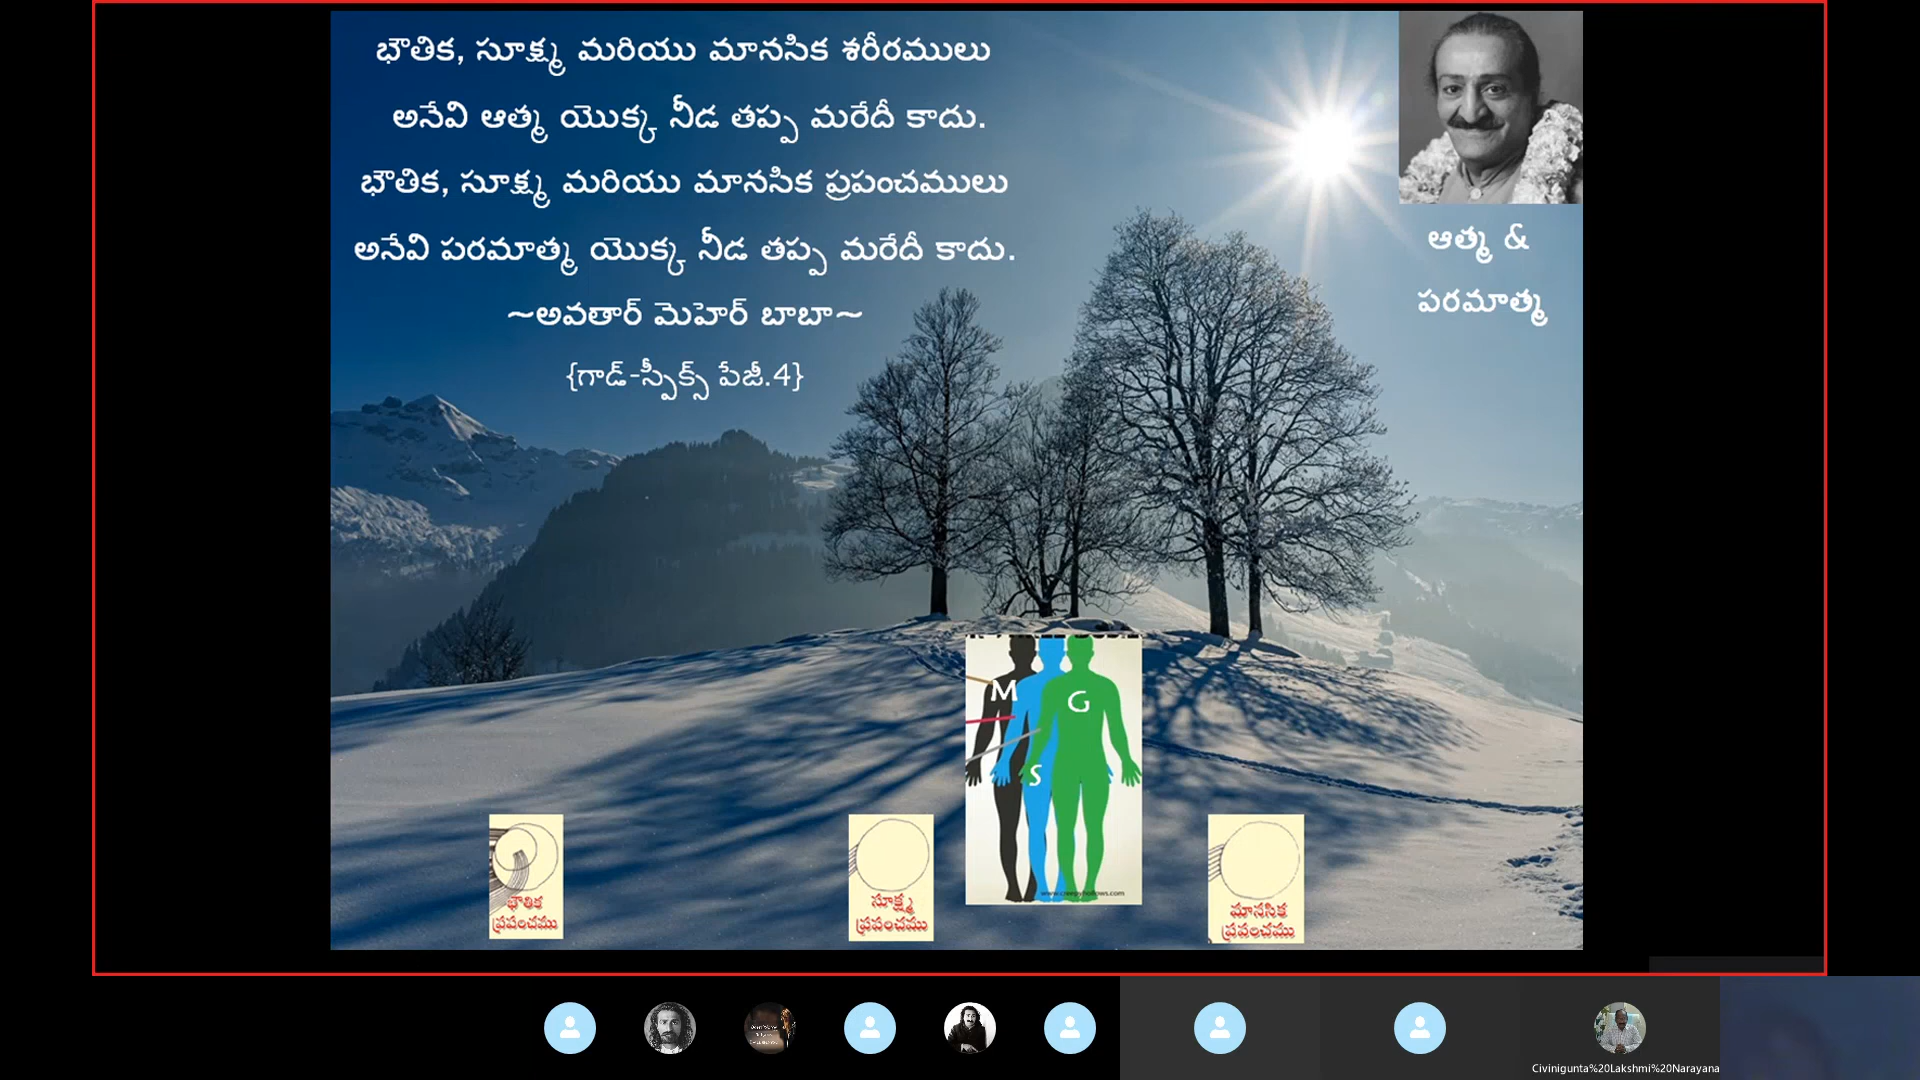 భౌతిక, సూక్ష్మ మరియు మానసిక శరీరములు
అనేవి ఆత్మ యొక్క నీడ తప్ప మరేదీ కాదు.
భౌతిక, సూక్ష్మ మరియు మానసిక ప్రపంచములు
అనేవి పరమాత్మ యొక్క నీడ తప్ప మరేదీ కాదు.
~అవతార్ మెహెర్ బాబా~
{గాడ్-స్పీక్స్ పేజీ.4}
ఆత్మ &
పరమాత్మ
M
G
S
భౌతిక
ప్రపంచము
సూక్ష్మ
ప్రపంచము
మానసిక
ప్రపంచము
Civinigunta%20Lakshmi%20Narayana